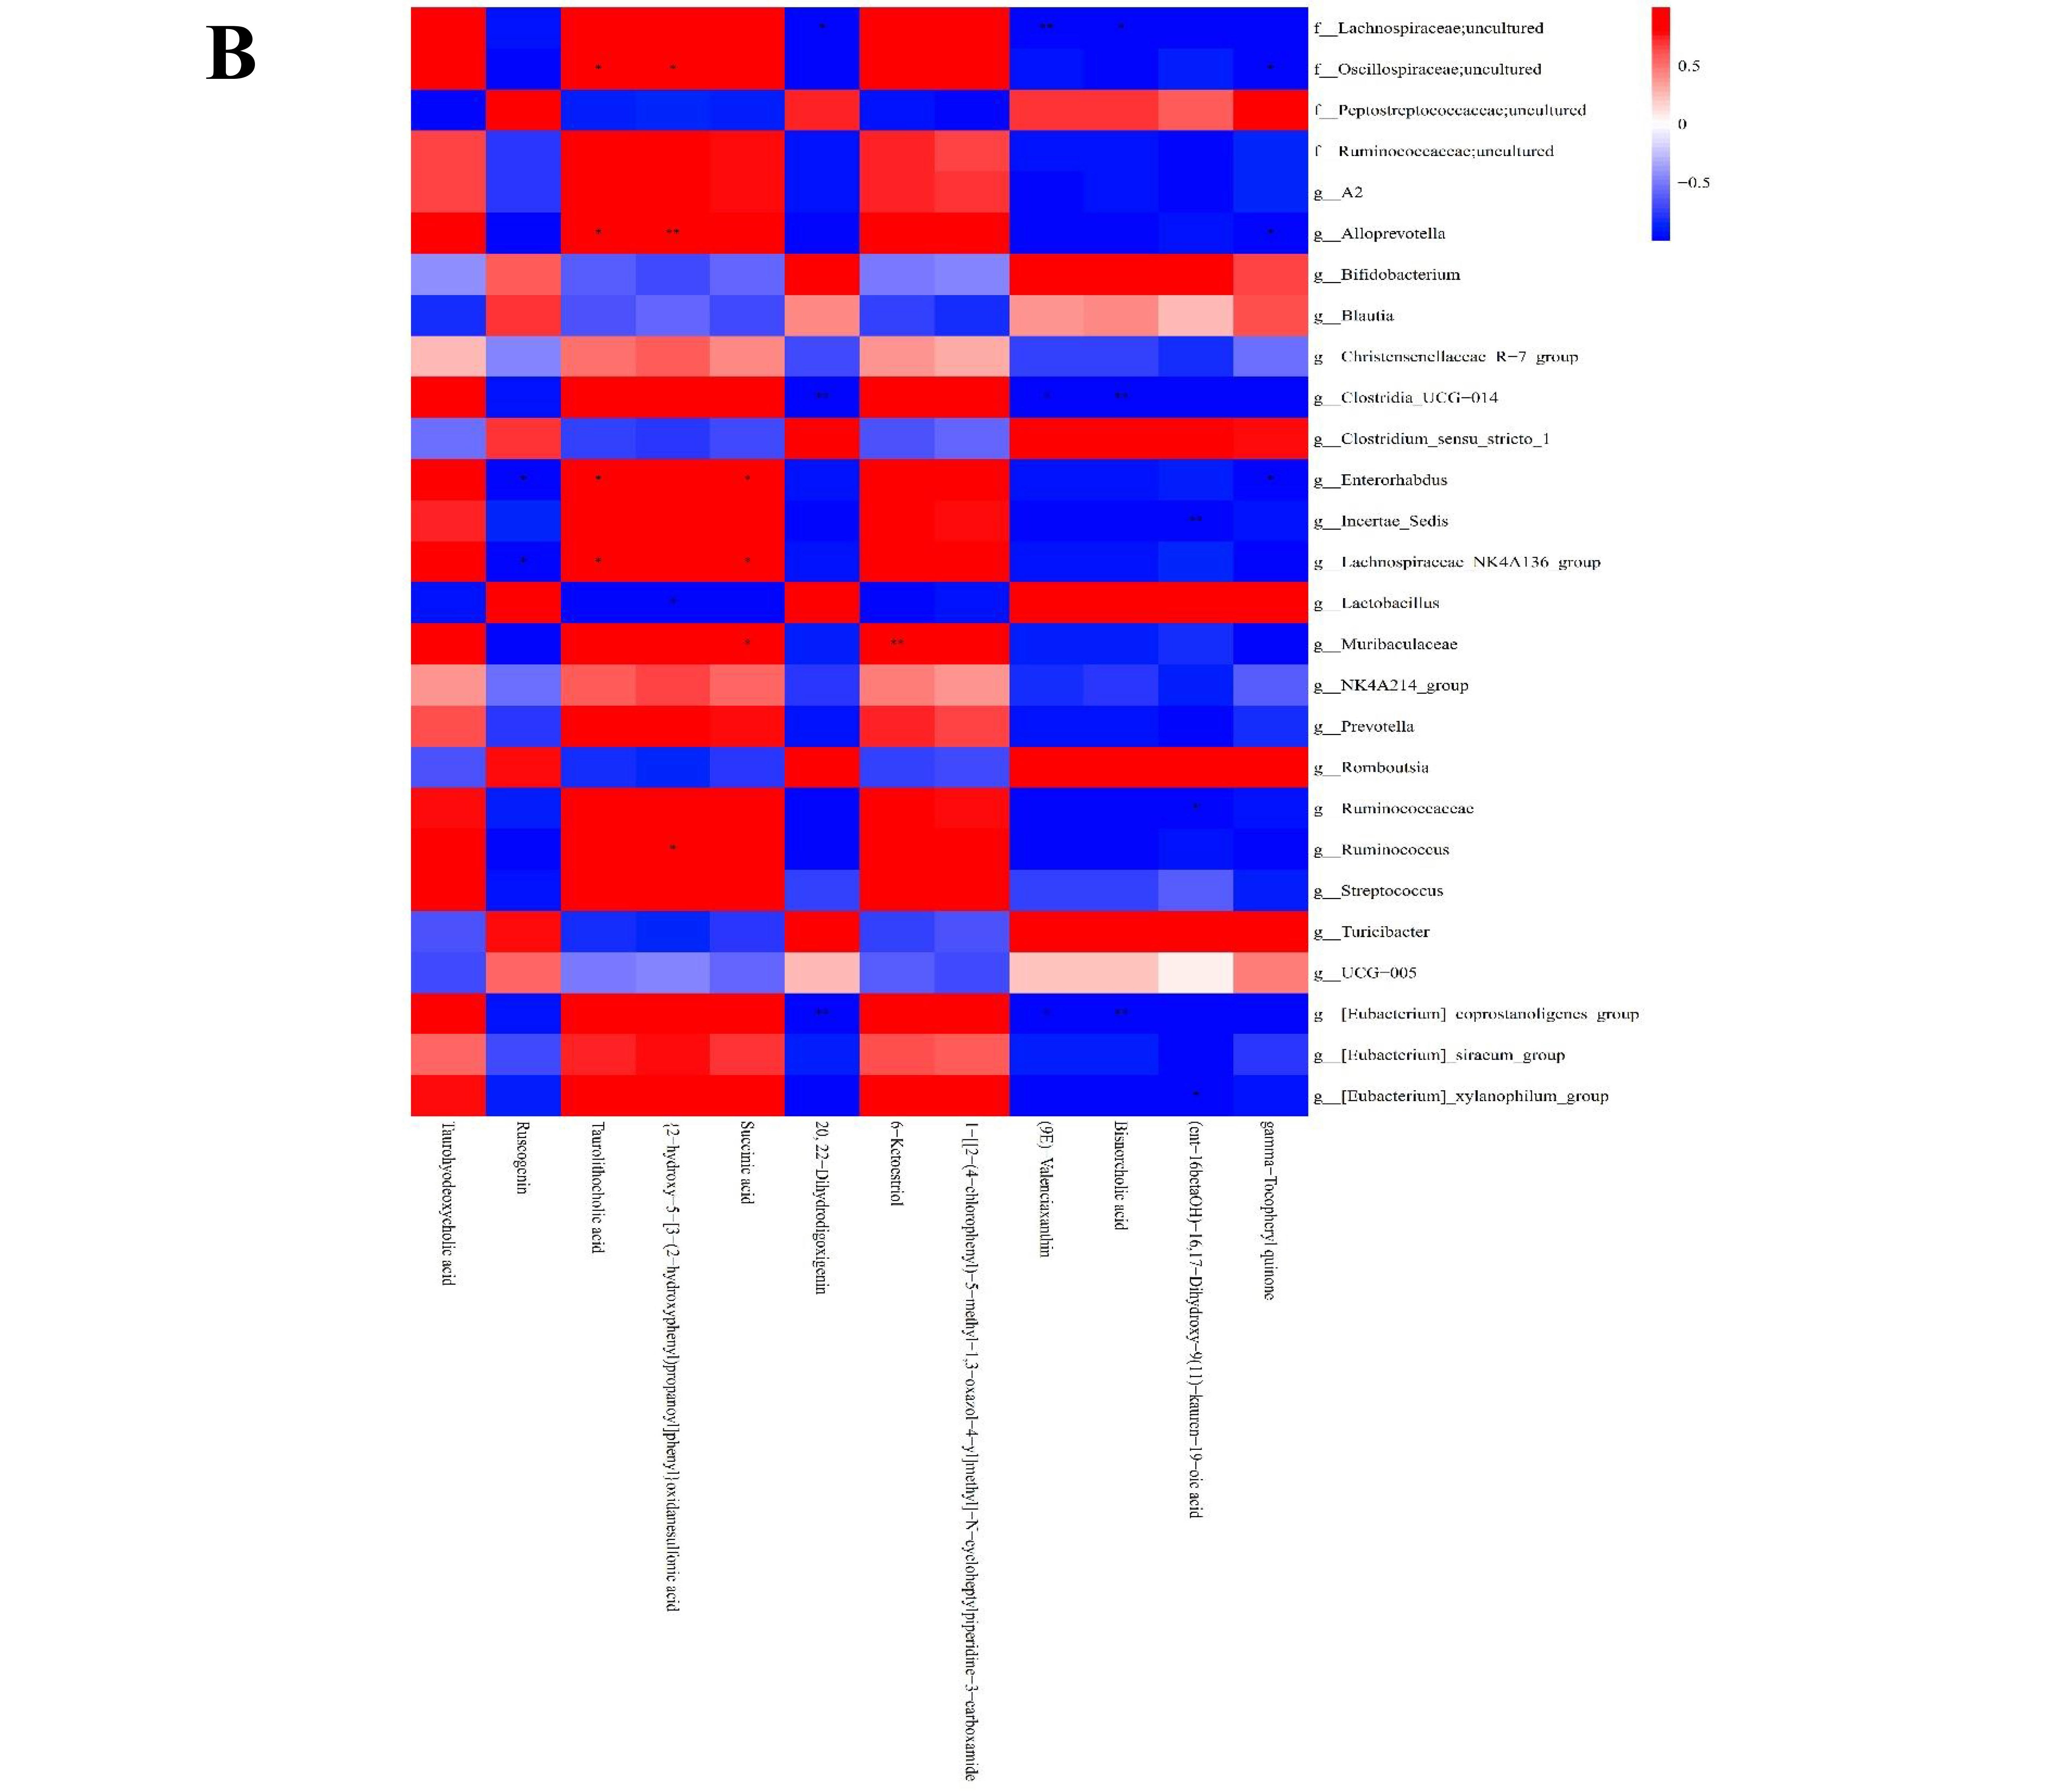 B
f__Lachnospiraceae;uncultured
f__Oscillospiraceae;uncultured
f__Peptostreptococcaceae;uncultured
f__Ruminococcaceae;uncultured
g__A2
g__Alloprevotella
g__Bifidobacterium
g__Blautia
g__Christensenellaceae_R−7_group
g__Clostridia_UCG−014
g__Clostridium_sensu_stricto_1
g__Enterorhabdus
g__Incertae_Sedis
g__Lachnospiraceae_NK4A136_group
g__Lactobacillus
g__Muribaculaceae
g__NK4A214_group
g__Prevotella
g__Romboutsia
g__Ruminococcaceae
g__Ruminococcus
g__Streptococcus
g__Turicibacter
g__UCG−005
g__[Eubacterium]_coprostanoligenes_group
g__[Eubacterium]_siraeum_group
g__[Eubacterium]_xylanophilum_group
0.5
0
−0.5
Taurohyodeoxycholic acid
Ruscogenin
Taurolithocholic acid
{2−hydroxy−5−[3−(2−hydroxyphenyl)propanoyl]phenyl}oxidanesulfonic acid
Succinic acid
20, 22−Dihydrodigoxigenin
6−Ketoestriol
1−[[2−(4−chlorophenyl)−5−methyl−1,3−oxazol−4−yl]methyl]−N−cycloheptylpiperidine−3−carboxamide
(9E)_Valenciaxanthin
Bisnorcholic acid
(ent−16betaOH)−16,17−Dihydroxy−9(11)−kauren−19−oic acid
gamma−Tocopheryl quinone